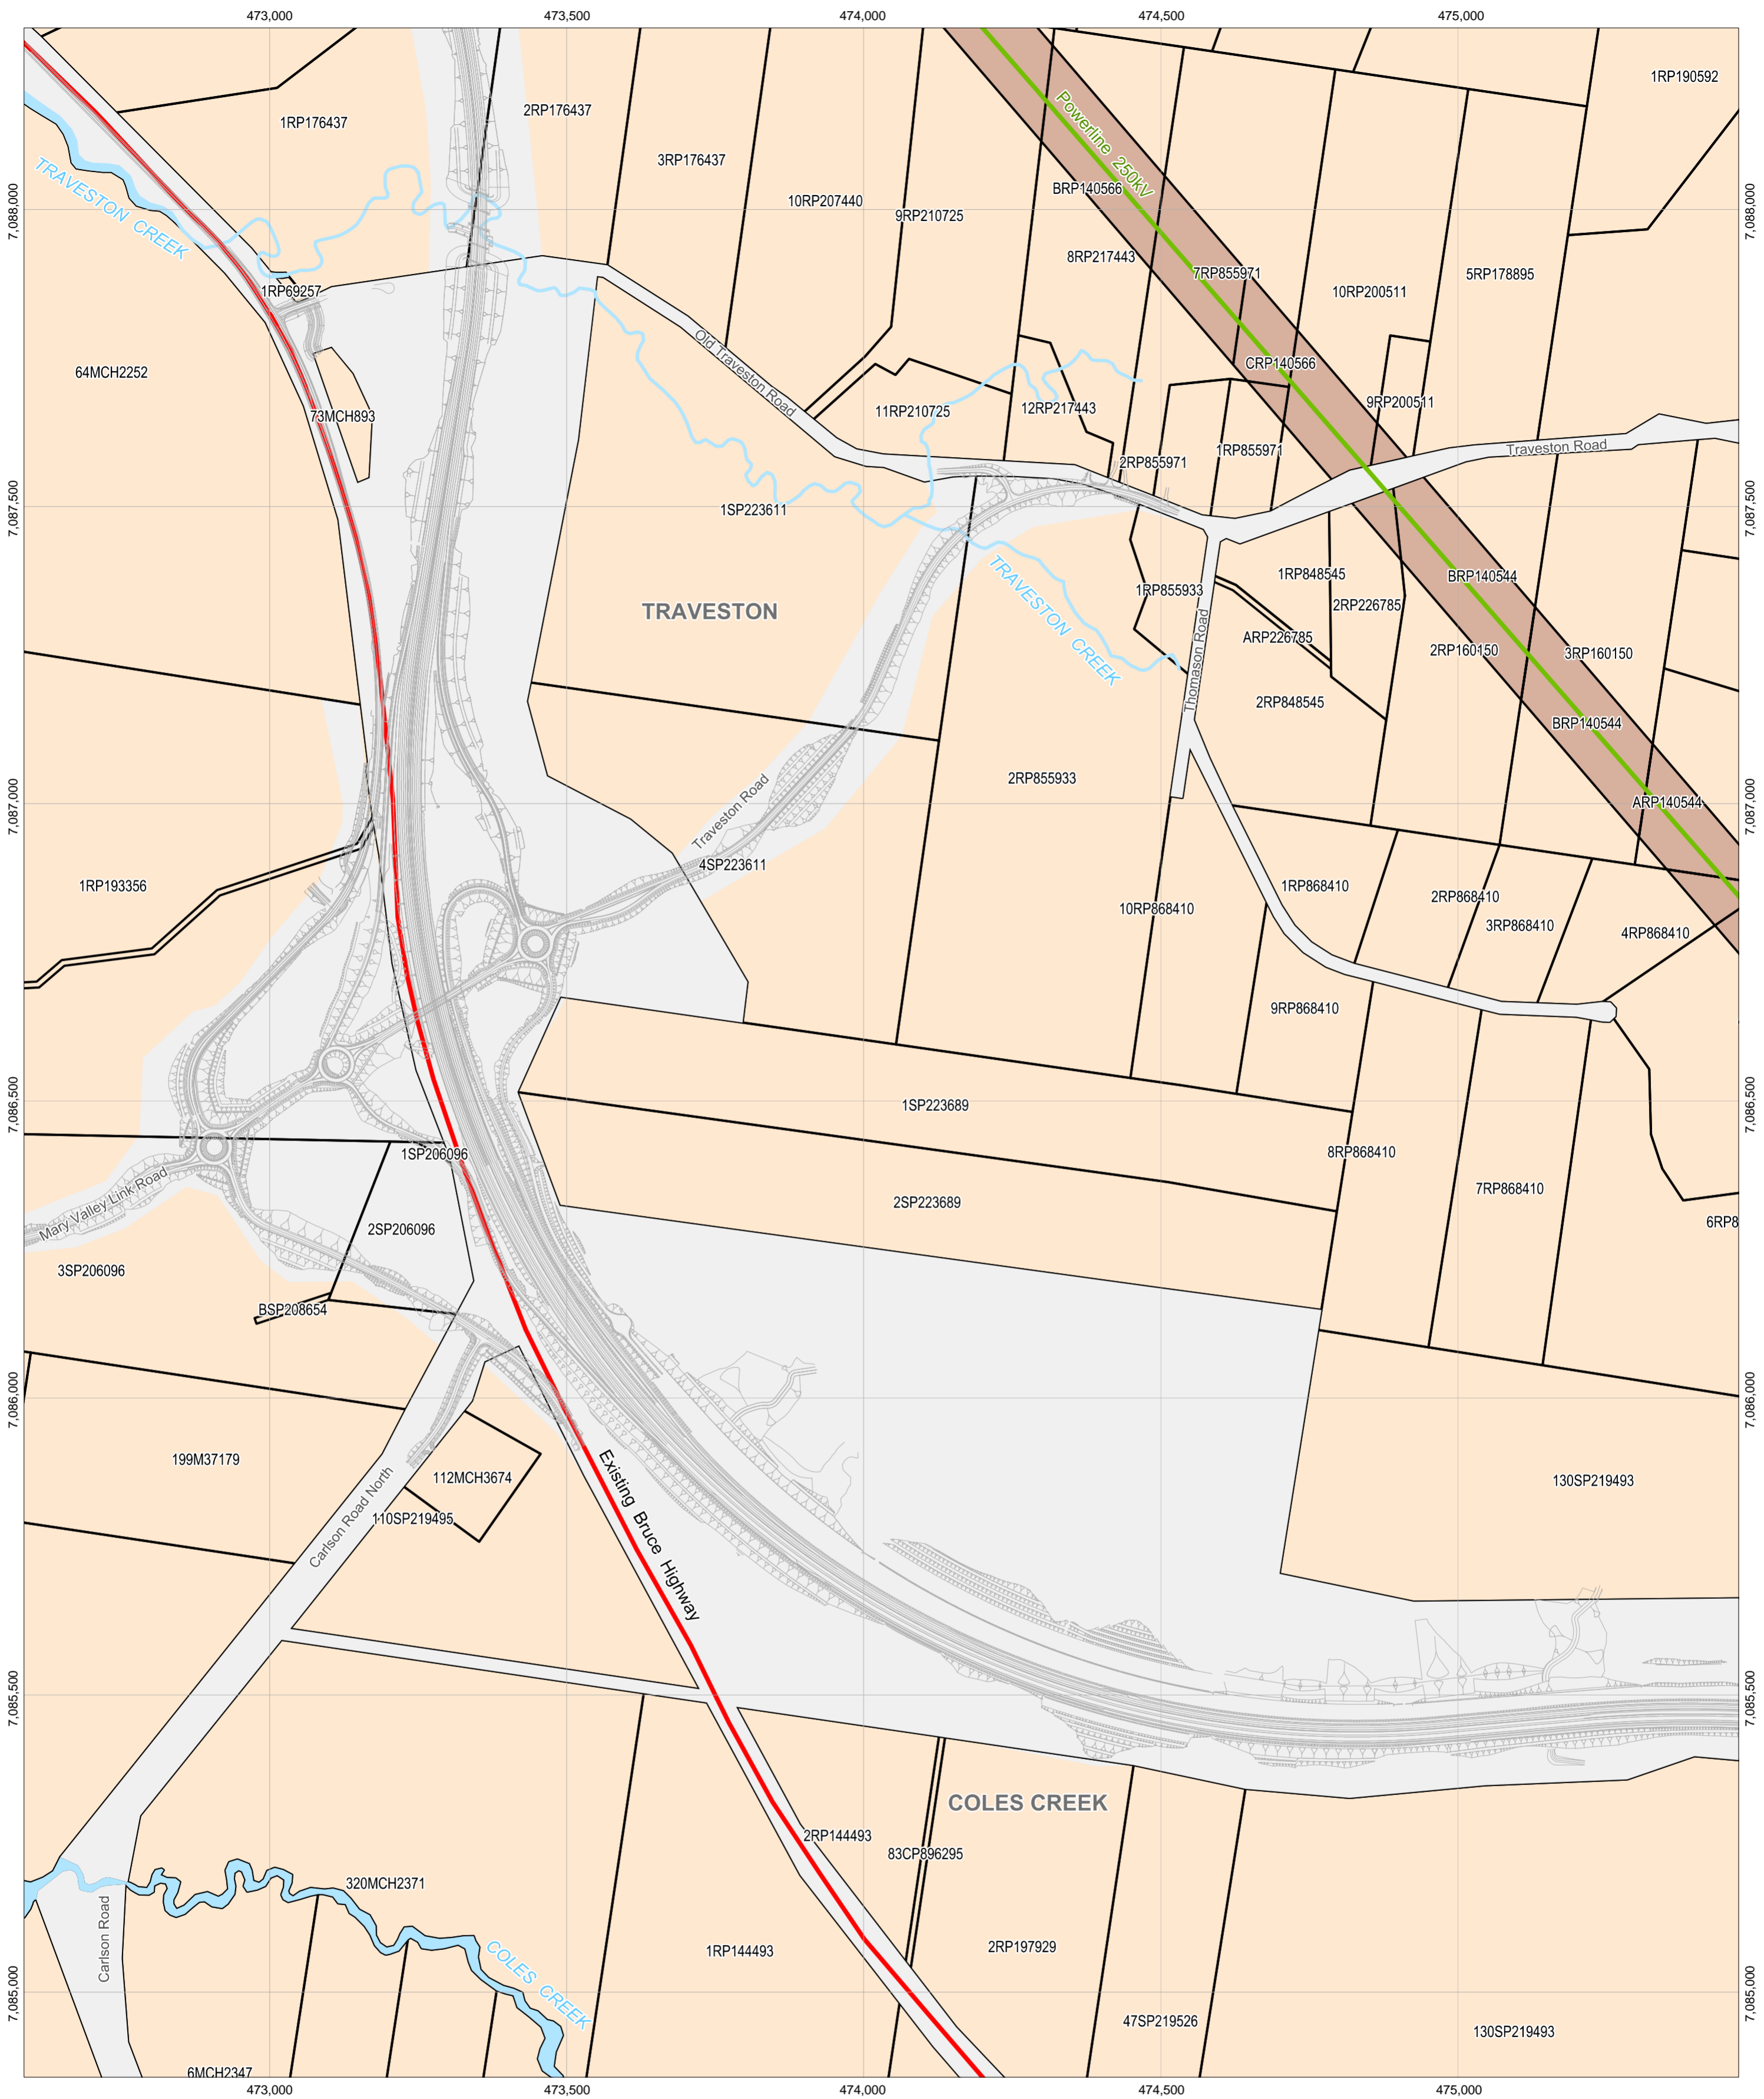 473,000
473,500
474,000
474,500
475,000
1RP190592
2RP176437
1RP176437
Powerline 250kV
3RP176437
TRAVESTON CREEK
BRP140566
7,088,000
10RP207440
7,088,000
9RP210725
8RP217443
7RP855971
5RP178895
1RP69257
10RP200511
Old Traveston Road
CRP140566
64MCH2252
9RP200511
73MCH893
11RP210725
12RP217443
Traveston Road
1RP855971
2RP855971
7,087,500
1SP223611
7,087,500
1RP848545
BRP140544
1RP855933
TRAVESTON CREEK
2RP226785
TRAVESTON
ARP226785
2RP160150
3RP160150
Thomason Road
2RP848545
BRP140544
2RP855933
7,087,000
Traveston Road
ARP140544
7,087,000
4SP223611
1RP193356
1RP868410
2RP868410
10RP868410
3RP868410
4RP868410
9RP868410
7,086,500
1SP223689
7,086,500
1SP206096
8RP868410
Mary Valley Link Road
7RP868410
2SP223689
2SP206096
6RP8
3SP206096
BSP208654
7,086,000
7,086,000
199M37179
112MCH3674
130SP219493
Carlson Road North
110SP219495
Existing Bruce Highway
7,085,500
7,085,500
COLES CREEK
2RP144493
83CP896295
320MCH2371
Carlson Road
2RP197929
1RP144493
COLES CREEK
7,085,000
7,085,000
47SP219526
130SP219493
6MCH2347
473,000
473,500
474,000
474,500
475,000